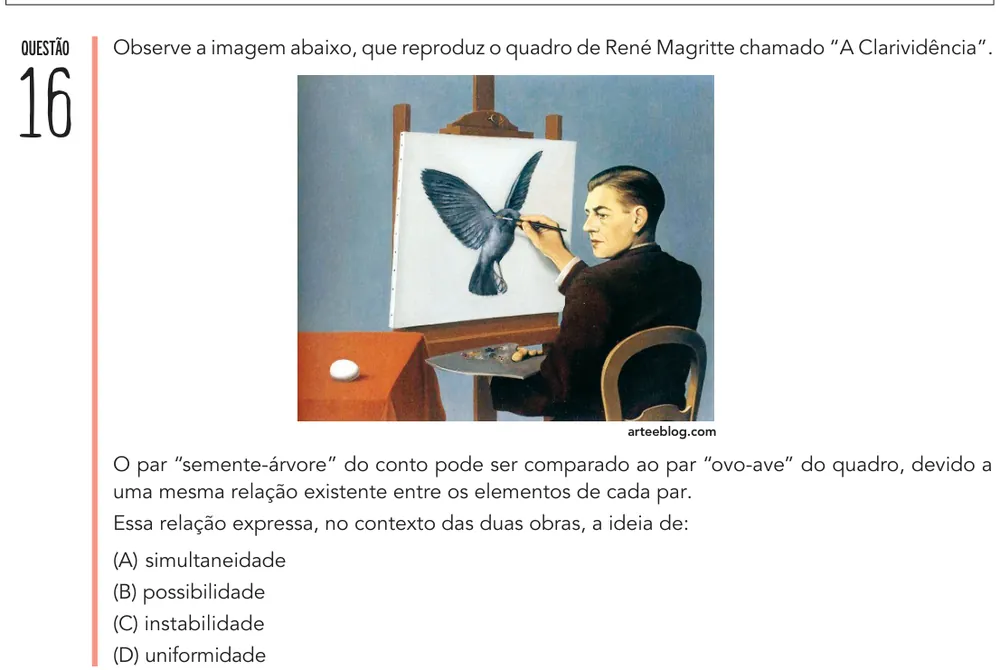 QUESTÃO
16
Observe a imagem abaixo, que reproduz o quadro de René Magritte chamado “A Clarividência”.
arteeblog.com
O par “semente-árvore” do conto pode ser comparado ao par “ovo-ave” do quadro, devido a
uma mesma relação existente entre os elementos de cada par.
Essa relação expressa, no contexto das duas obras, a ideia de:
(A) simultaneidade
(B) possibilidade
(C) instabilidade
(D) uniformidade